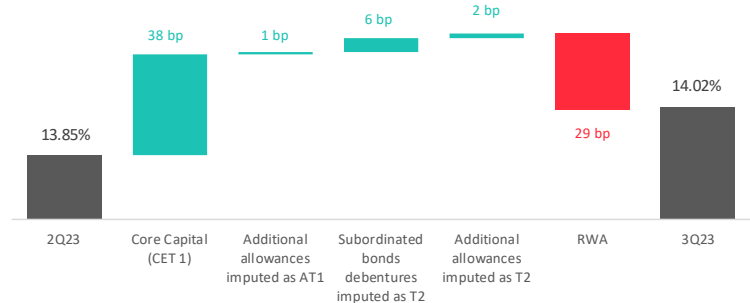 38 bp
1 bp
6 bp
2 bp
14.02%
13.85%
29 bp
2Q23
Core Capital
(CET 1)
Additional
allowances
imputed as AT1
Subordinated
bonds
debentures
imputed as T2
Additional
allowances
imputed as T2
RWA
3Q23